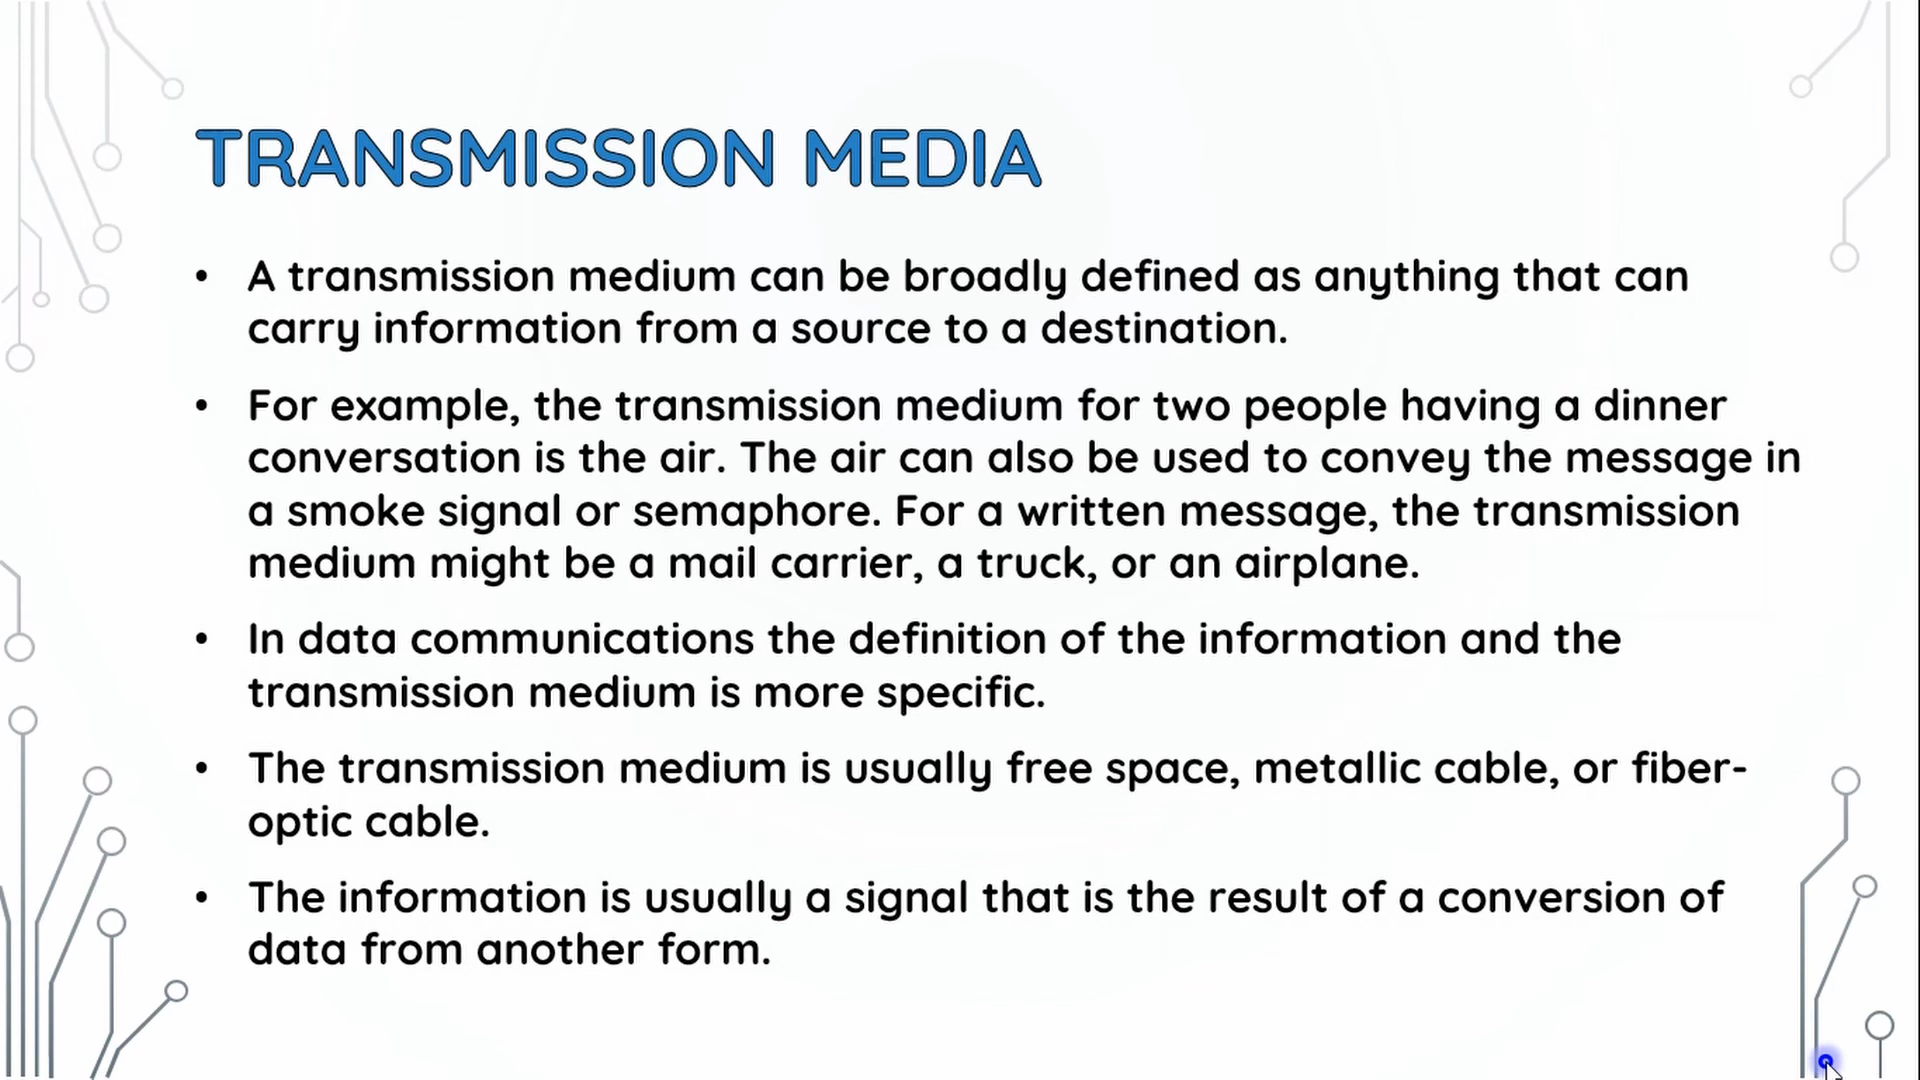 TRANSMISSION MEDIA
• A transmission medium can be broadly defined as anything that can
carry information from a source to a destination.
• For example, the transmission medium for two people having a dinner
conversation is the air. The air can also be used to convey the message in
a smoke signal or semaphore. For a written message, the transmission
medium might be a mail carrier, a truck, or an airplane.
• In data communications the definition of the information and the
transmission medium is more specific.
• The transmission medium is usually free space, metallic cable, or fiber-
optic cable.
• The information is usually a signal that is the result of a conversion of
data from another form.